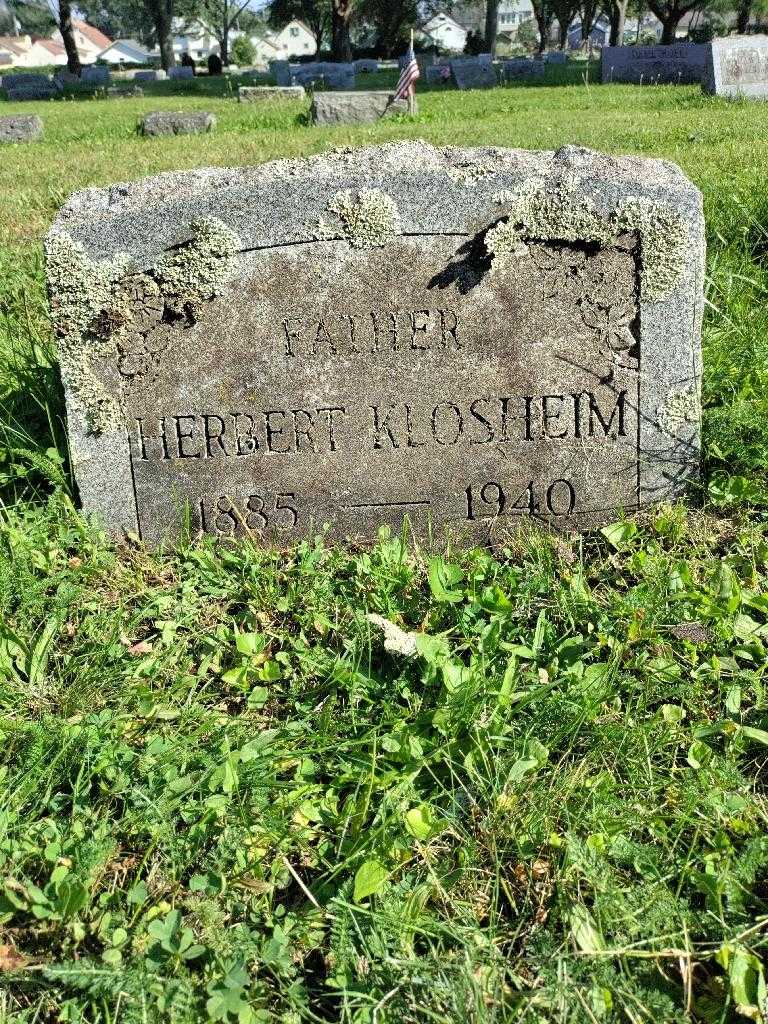 FATHER
HERBERT KLOSHEIM
1885 — 1940